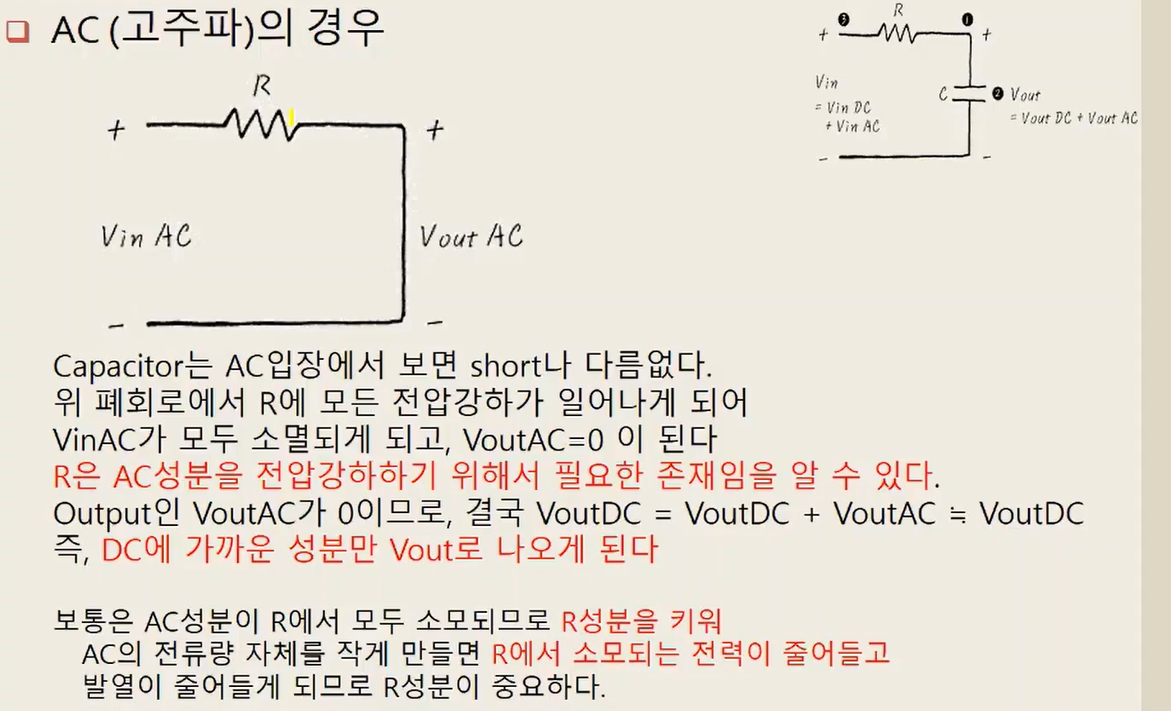 AC (고주파)의 경우
R
+
+
Vin AC
Vout AC
-
-
❸
R
❶
+
+
Vin
= Vin DC
+ Vin AC
C
❷ Vout
= Vout DC + Vout AC
-
-
Capacitor는 AC입장에서 보면 short나 다름없다.
위 폐회로에서 R에 모든 전압강하가 일어나게 되어
VinAC가 모두 소멸되게 되고, VoutAC=0 이 된다
R은 AC성분을 전압강하하기 위해서 필요한 존재임을 알 수 있다.
Output인 VoutAC가 0이므로, 결국 VoutDC = VoutDC + VoutAC ≒ VoutDC
즉, DC에 가까운 성분만 Vout로 나오게 된다
보통은 AC성분이 R에서 모두 소모되므로 R성분을 키워
AC의 전류량 자체를 작게 만들면 R에서 소모되는 전력이 줄어들고
발열이 줄어들게 되므로 R성분이 중요하다.